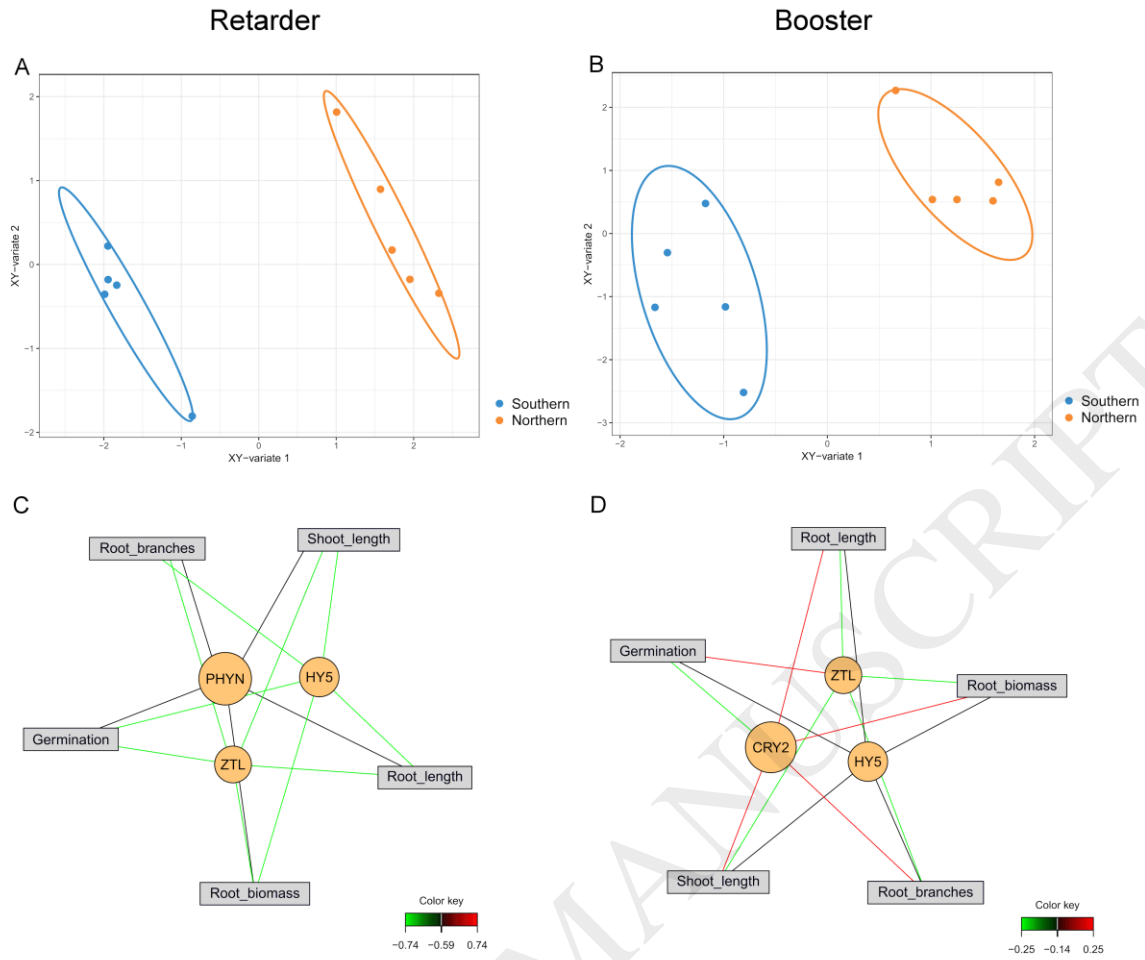 Retarder
Booster
A
B
2
1
0
−1
−2
XY−variate 2
−2
−1
0
1
2
XY−variate 1
Southern
Northern
2
1
0
−1
−2
−3
XY−variate 2
−2
−1
0
1
2
XY−variate 1
Southern
Northern
C
D
Root_branches
Shoot_length
PHYN
HY5
Germination
ZTL
Root_length
Root_biomass
Color key
−0.74
−0.59
0.74
Root_length
Germination
ZTL
Root_biomass
CRY2
HY5
Shoot_length
Root_branches
Color key
−0.25
−0.14
0.25
MANUSCRIPT